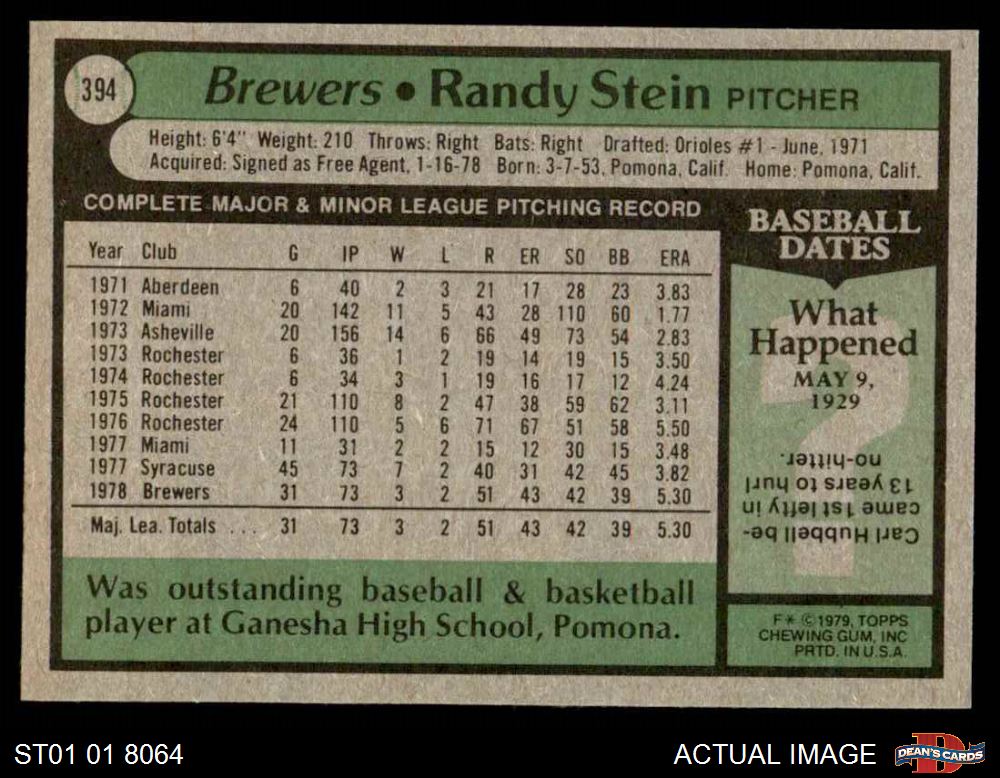 394
Brewers • Randy Stein PITCHER
Height: 6'4" Weight: 210 Throws: Right Bats: Right Drafted: Orioles #1 - June, 1971
Acquired: Signed as Free Agent, 1-16-78 Born: 3-7-53, Pomona, Calif. Home: Pomona, Calif.
COMPLETE MAJOR & MINOR LEAGUE PITCHING RECORD
Year Club G IP W L R ER SO BB ERA
1971 Aberdeen 6 40 2 3 21 17 28 23 3.83
1972 Miami 20 142 11 5 43 28 110 60 1.77
1973 Asheville 20 156 14 6 66 49 73 54 2.83
1973 Rochester 6 36 1 2 19 14 19 15 3.50
1974 Rochester 6 34 3 1 19 16 17 12 4.24
1975 Rochester 21 110 8 2 47 38 59 62 3.11
1976 Rochester 24 110 5 6 71 67 51 58 5.50
1977 Miami 11 31 2 2 15 12 30 15 3.48
1977 Syracuse 45 73 7 2 40 31 42 45 3.82
1978 Brewers 31 73 3 2 51 43 42 39 5.30
Maj. Lea. Totals ... 31 73 3 2 51 43 42 39 5.30
Was outstanding baseball & basketball
player at Ganesha High School, Pomona.
BASEBALL
DATES
What
Happened
MAY 9,
1929
?
Carl Hubbell be-
came 1st lefty in
13 years to hurl
no-hitter.
F* ©1979, TOPPS
CHEWING GUM, INC
PRTD. IN U.S.A.
ST01 01 8064
ACTUAL IMAGE
D
DEAN'S CARDS